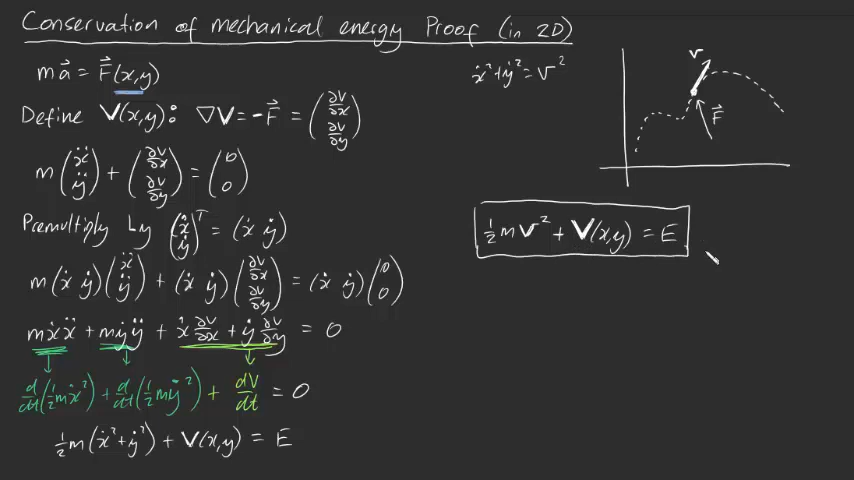 Conservation of mechanical energy Proof (in 2D)
ma⃗ = F⃗(x,y)
Define V(x,y): ∇V = -F⃗ = (∂V/∂x ∂V/∂y)
m(ẍ ÿ) + (∂V/∂x ∂V/∂y) = (0 0)
Premultiply by (ẋ ẏ)ᵀ = (ẋ ẏ)
m(ẋ ẏ)(ẍ ÿ) + (ẋ ẏ)(∂V/∂x ∂V/∂y) = (ẋ ẏ)(0 0)
mẋẍ + mẏÿ + ẋ ∂V/∂x + ẏ ∂V/∂y = 0
d/dt(½mẋ²) + d/dt(½mẏ²) + dV/dt = 0
½m(ẋ²+ẏ²) + V(x,y) = E
ẋ²+ẏ² = v²
v
F⃗
½mv² + V(x,y) = E